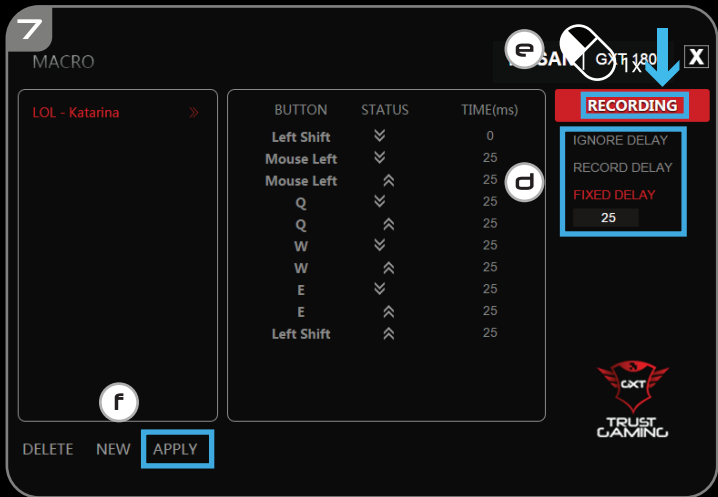 7
MACRO
e
SAN | GXT 180
1x
X
LOL - Katarina
BUTTON STATUS TIME(ms)
Left Shift 0
Mouse Left 25
Mouse Left 25
Q 25
Q 25
W 25
W 25
E 25
E 25
Left Shift 25
d
RECORDING
IGNORE DELAY
RECORD DELAY
FIXED DELAY
25
f
DELETE NEW APPLY
GXT
TRUST
GAMING